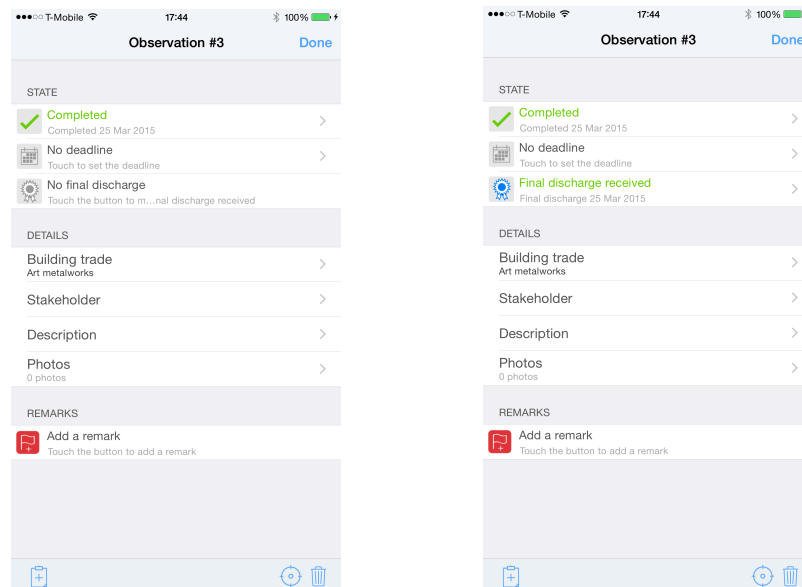 T-Mobile 17:44 100%
Observation #3 Done
STATE
Completed
Completed 25 Mar 2015
No deadline
Touch to set the deadline
No final discharge
Touch the button to m...nal discharge received
DETAILS
Building trade
Art metalworks
Stakeholder
Description
Photos
0 photos
REMARKS
Add a remark
Touch the button to add a remark
T-Mobile 17:44 100%
Observation #3 Done
STATE
Completed
Completed 25 Mar 2015
No deadline
Touch to set the deadline
Final discharge received
Final discharge 25 Mar 2015
DETAILS
Building trade
Art metalworks
Stakeholder
Description
Photos
0 photos
REMARKS
Add a remark
Touch the button to add a remark